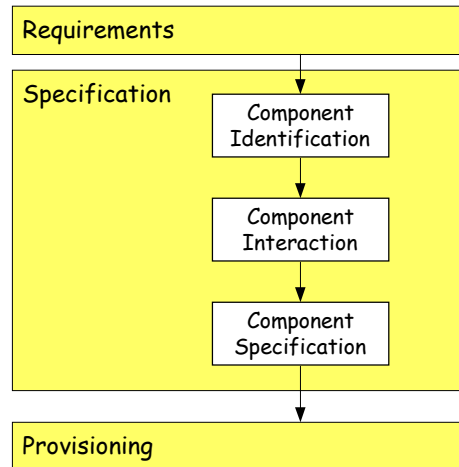 Requirements
Specification
Component
Identification
Component
Interaction
Component
Specification
Provisioning